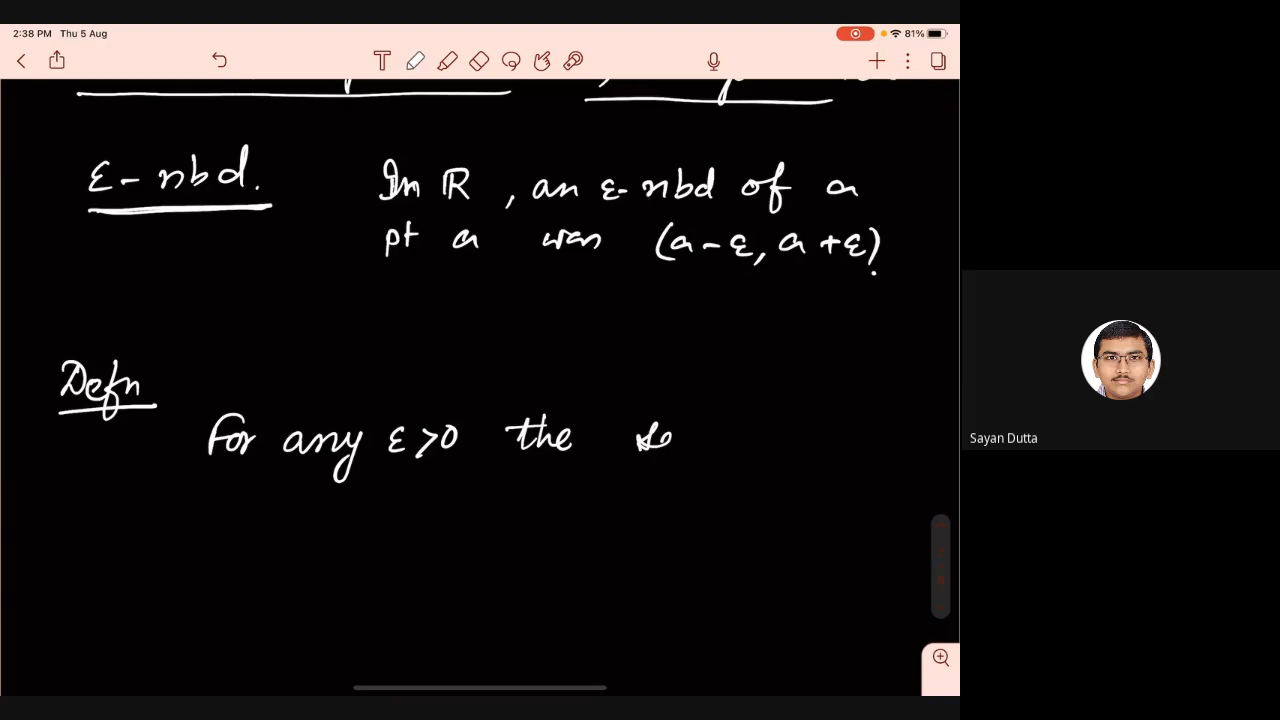 2:38 PM Thu 5 Aug
81%
T
ε-nbd.
In ℝ, an ε-nbd of a
pt a was (a-ε, a+ε).
Defn
For any ε>0 the
Sayan Dutta